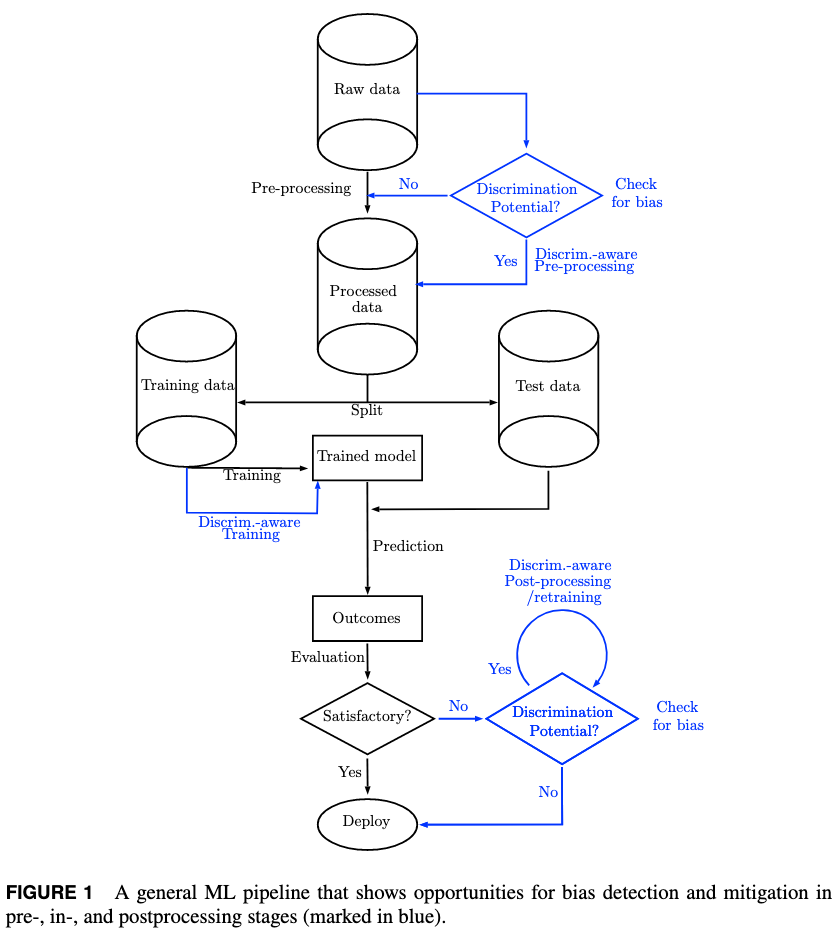 Raw data
Pre-processing
No
Discrimination
Potential?
Check
for bias
Yes
Discrim.-aware
Pre-processing
Processed
data
Training data
Test data
Split
Trained model
Training
Discrim.-aware
Training
Prediction
Discrim.-aware
Post-processing
/retraining
Outcomes
Evaluation
Yes
Satisfactory?
No
Discrimination
Potential?
Check
for bias
Yes
No
Deploy
FIGURE 1 A general ML pipeline that shows opportunities for bias detection and mitigation in
pre-, in-, and postprocessing stages (marked in blue).